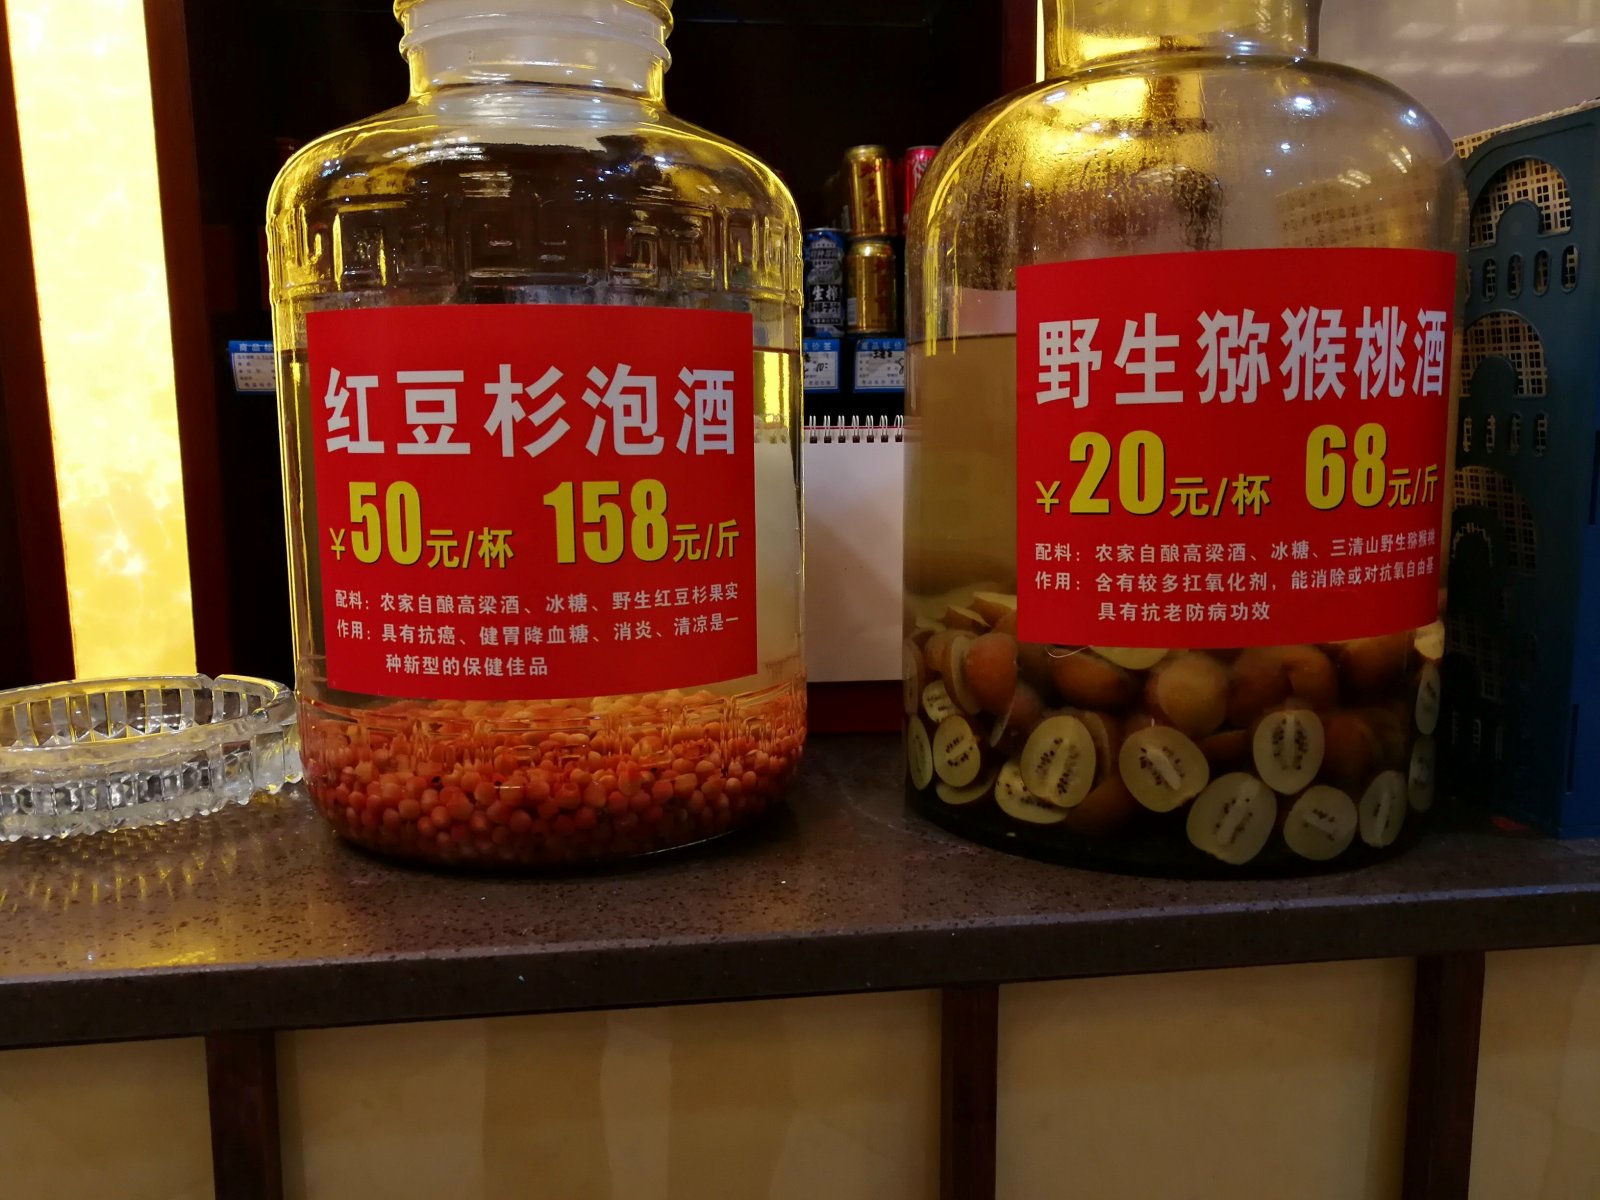 红豆杉泡酒
¥50元/杯 158元/斤
配料：农家自酿高梁酒、冰糖、野生红豆杉果实
作用：具有抗癌、健胃降血糖、消炎、清凉是一
种新型的保健佳品
野生猕猴桃酒
¥20元/杯 68元/斤
配料：农家自酿高梁酒、冰糖、三清山野生猕猴桃
作用：含有较多扛氧化剂，能消除或对抗氧自由基
具有抗老防病功效
生榨